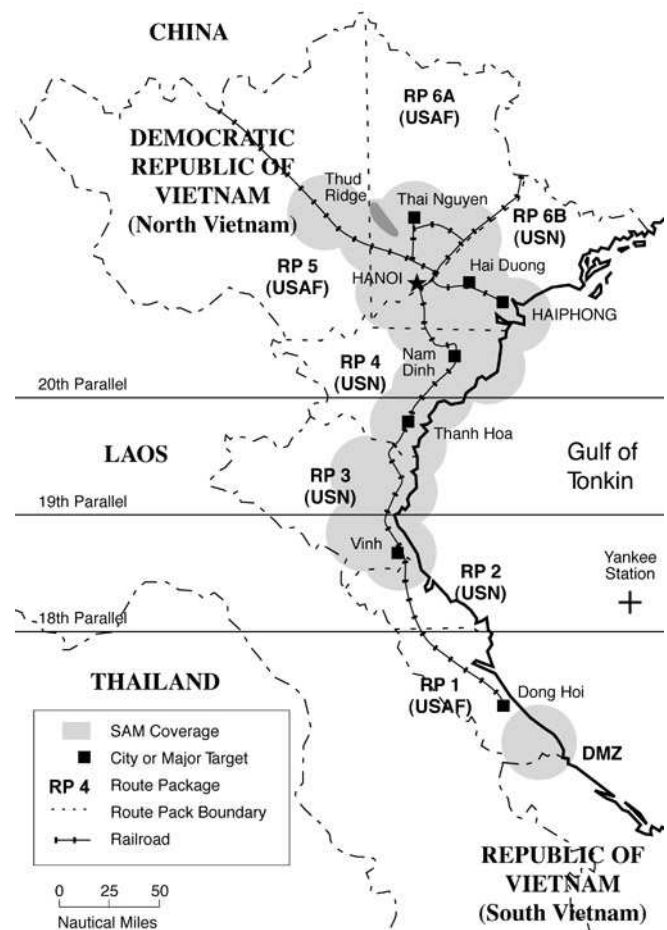 CHINA
RP 6A
(USAF)
DEMOCRATIC
REPUBLIC OF
VIETNAM
(North Vietnam)
Thud
Ridge
Thai Nguyen
RP 6B
(USN)
RP 5
(USAF)
HANOI
Hai Duong
HAIPHONG
RP 4
(USN)
Nam
Dinh
20th Parallel
Thanh Hoa
LAOS
Gulf of
Tonkin
RP 3
(USN)
19th Parallel
Vinh
RP 2
(USN)
Yankee
Station
18th Parallel
THAILAND
RP 1
(USAF)
Dong Hoi
DMZ
SAM Coverage
City or Major Target
RP 4 Route Package
Route Pack Boundary
Railroad
0 25 50
Nautical Miles
REPUBLIC OF
VIETNAM
(South Vietnam)